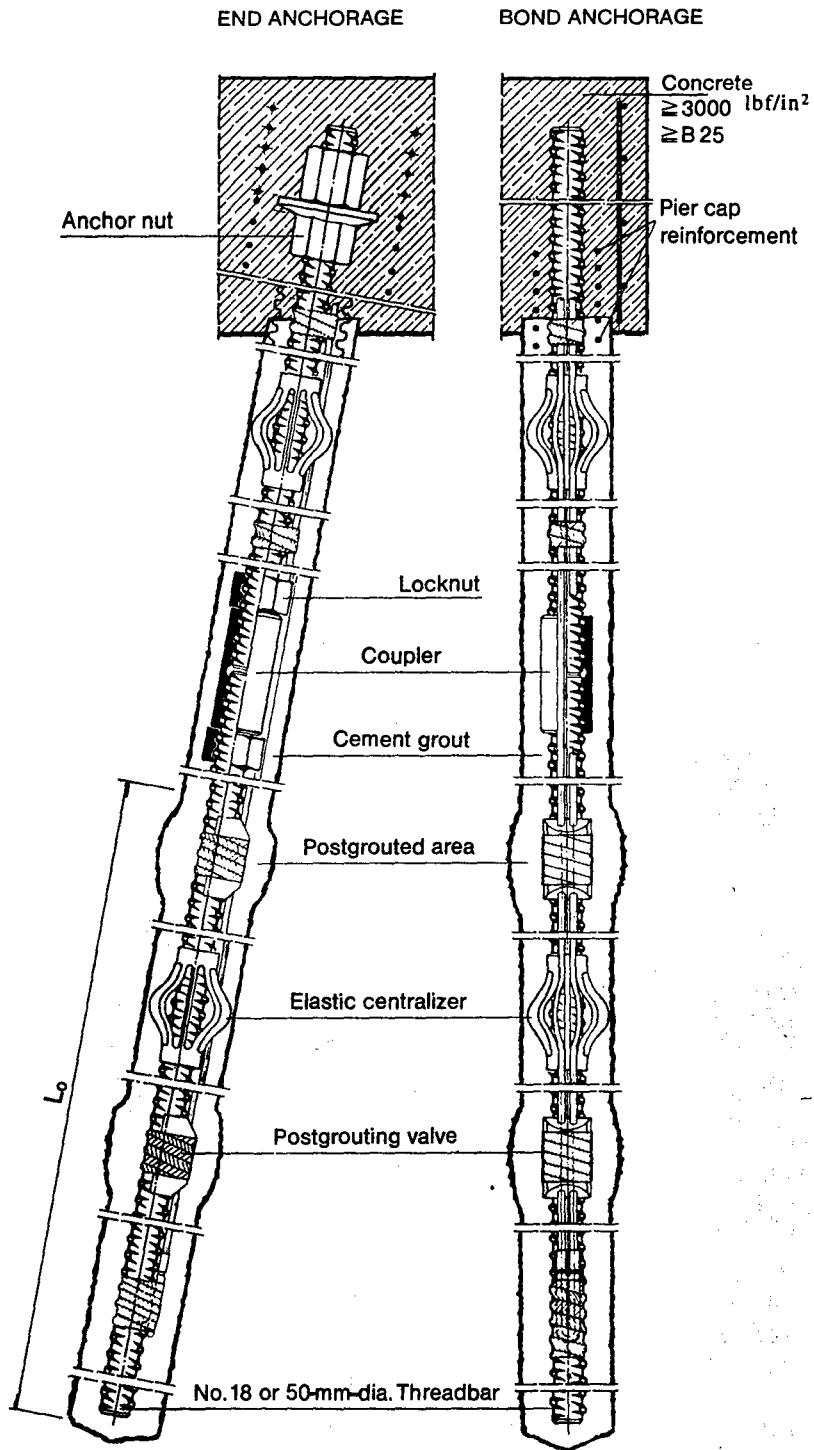 END ANCHORAGE
BOND ANCHORAGE
Concrete
≧3000 lbf/in²
≧B 25
Anchor nut
Pier cap
reinforcement
Locknut
Coupler
Cement grout
Postgrouted area
Elastic centralizer
L₀
Postgrouting valve
No. 18 or 50-mm-dia. Threadbar